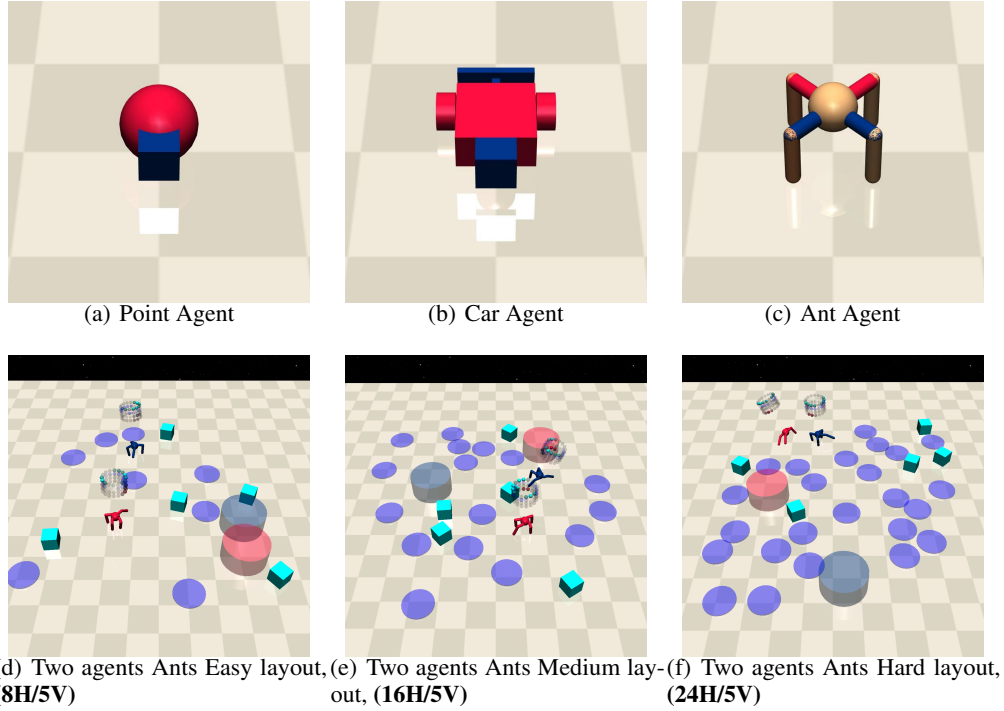 (a) Point Agent
(b) Car Agent
(c) Ant Agent
d) Two agents Ants Easy layout,
8H/5V)
(e) Two agents Ants Medium lay-
out, (16H/5V)
(f) Two agents Ants Hard layout,
(24H/5V)